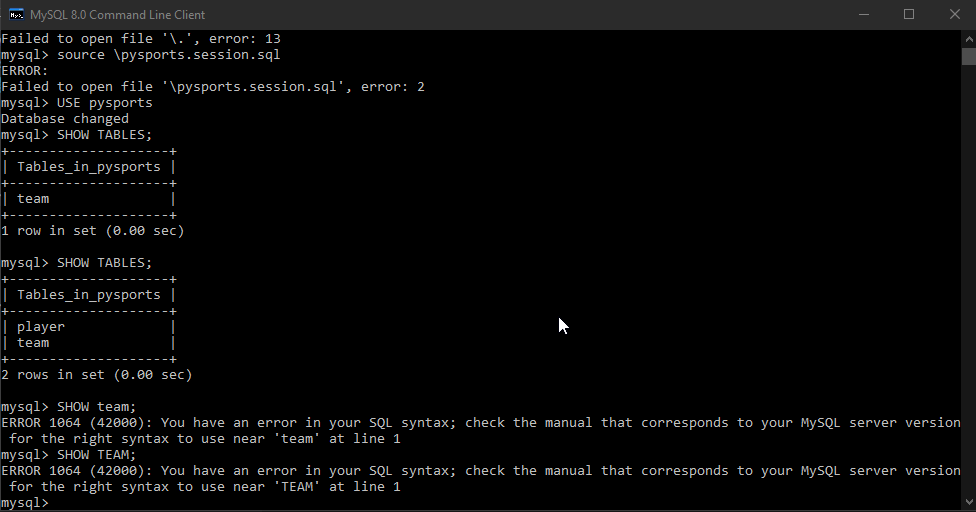 MySQL 8.0 Command Line Client
Failed to open file '\.', error: 13
mysql> source \pysports.session.sql
ERROR:
Failed to open file '\pysports.session.sql', error: 2
mysql> USE pysports
Database changed
mysql> SHOW TABLES;
+--------------------+
| Tables_in_pysports |
+--------------------+
| team               |
+--------------------+
1 row in set (0.00 sec)

mysql> SHOW TABLES;
+--------------------+
| Tables_in_pysports |
+--------------------+
| player             |
| team               |
+--------------------+
2 rows in set (0.00 sec)

mysql> SHOW team;
ERROR 1064 (42000): You have an error in your SQL syntax; check the manual that corresponds to your MySQL server version
 for the right syntax to use near 'team' at line 1
mysql> SHOW TEAM;
ERROR 1064 (42000): You have an error in your SQL syntax; check the manual that corresponds to your MySQL server version
 for the right syntax to use near 'TEAM' at line 1
mysql>